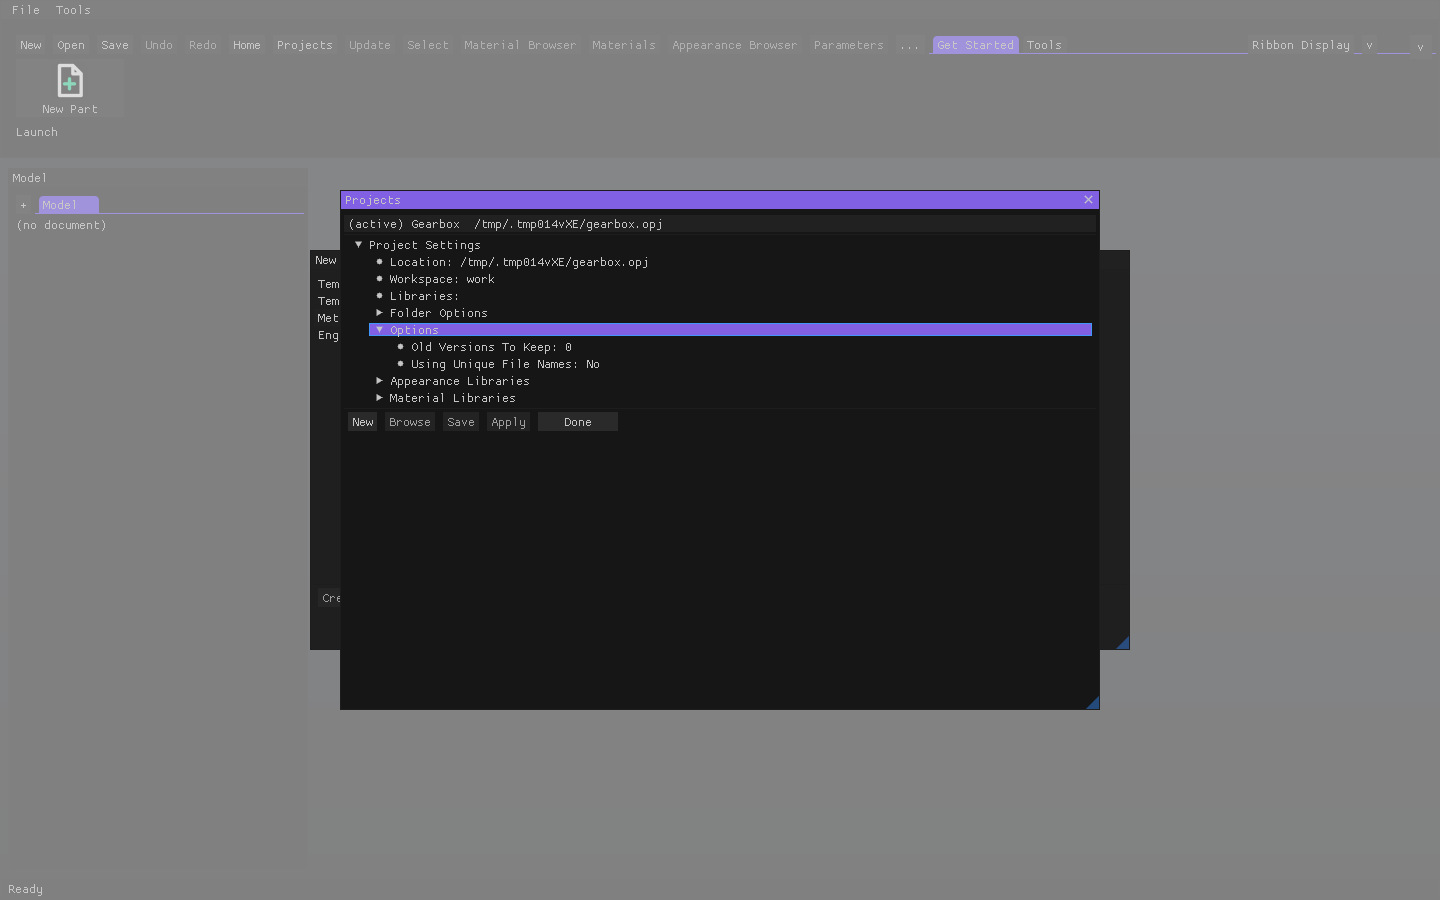 File Tools
New Open Save Undo Redo Home Projects Update Select Material Browser Materials Appearance Browser Parameters ... Get Started Tools Ribbon Display v v
New Part
Launch
Model
+ Model
(no document)
Projects
(active) Gearbox /tmp/.tmp014vXE/gearbox.opj
Project Settings
Location: /tmp/.tmp014vXE/gearbox.opj
Workspace: work
Libraries:
Folder Options
Options
Old Versions To Keep: 0
Using Unique File Names: No
Appearance Libraries
Material Libraries
New Browse Save Apply Done
New
Tem
Tem
Met
Eng
Cre
Ready